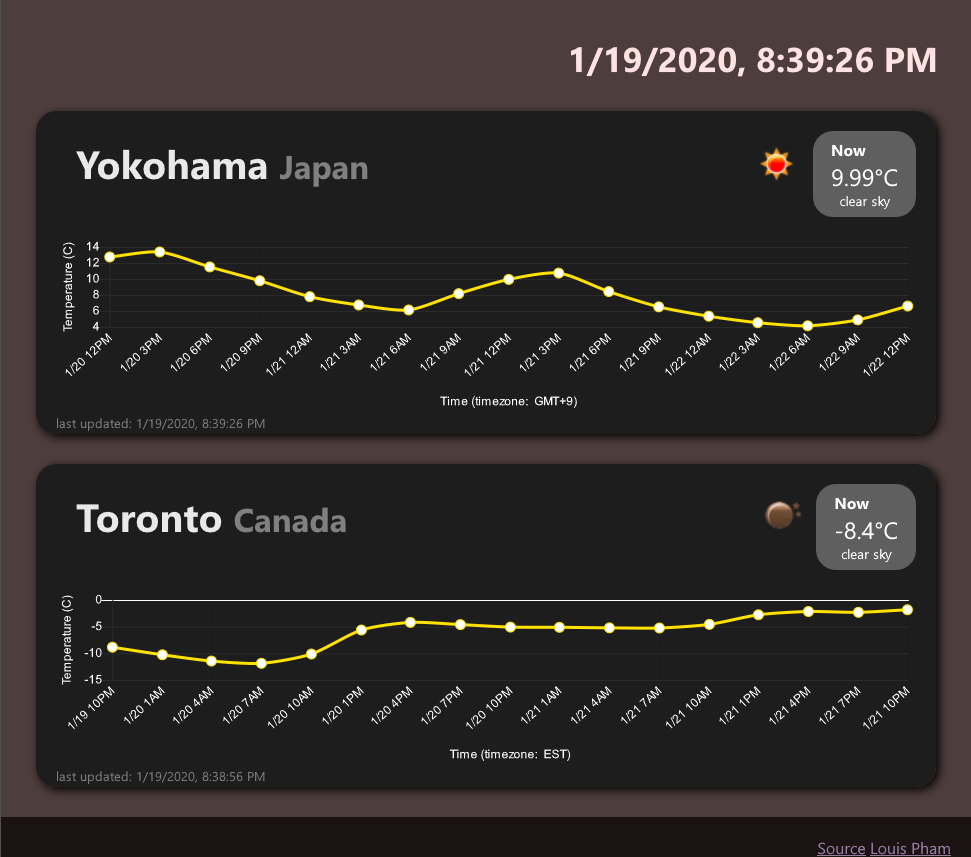 1/19/2020, 8:39:26 PM
Yokohama Japan
Now
9.99°C
clear sky
Temperature (C)
14
12
10
8
6
4
1/20 12PM 1/20 3PM 1/20 6PM 1/20 9PM 1/21 12AM 1/21 3AM 1/21 6AM 1/21 9AM 1/21 12PM 1/21 3PM 1/21 6PM 1/21 9PM 1/22 12AM 1/22 3AM 1/22 6AM 1/22 9AM 1/22 12PM
Time (timezone: GMT+9)
last updated: 1/19/2020, 8:39:26 PM
Toronto Canada
Now
-8.4°C
clear sky
Temperature (C)
0
-5
-10
-15
1/19 10PM 1/20 1AM 1/20 4AM 1/20 7AM 1/20 10AM 1/20 1PM 1/20 4PM 1/20 7PM 1/20 10PM 1/21 1AM 1/21 4AM 1/21 7AM 1/21 10AM 1/21 1PM 1/21 4PM 1/21 7PM 1/21 10PM
Time (timezone: EST)
last updated: 1/19/2020, 8:38:56 PM
Source Louis Pham